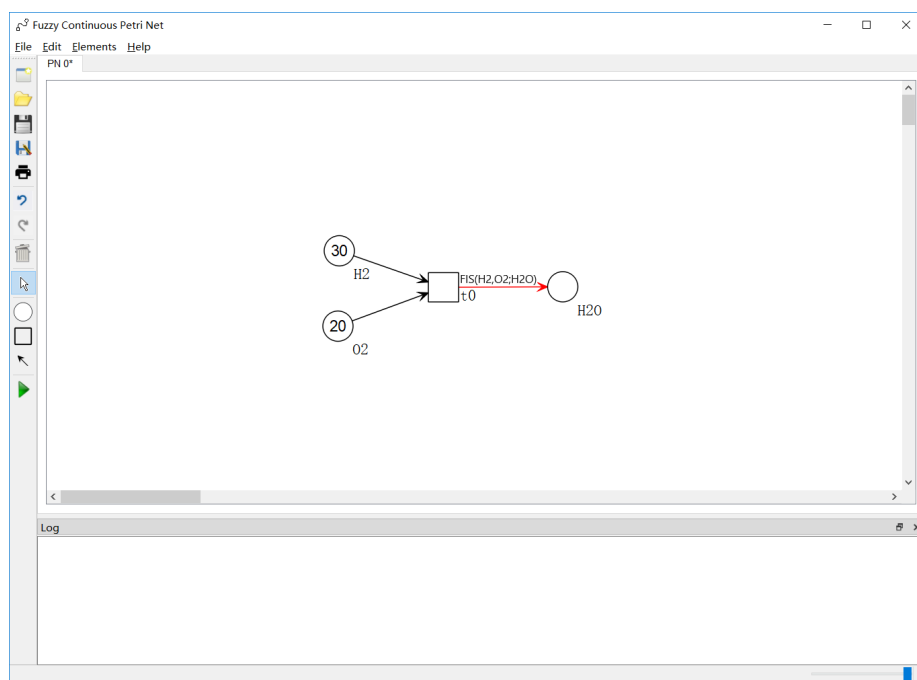 Fuzzy Continuous Petri Net
File Edit Elements Help
PN 0*
30
H2
FIS(H2,O2;H2O)
t0
H2O
20
O2
Log